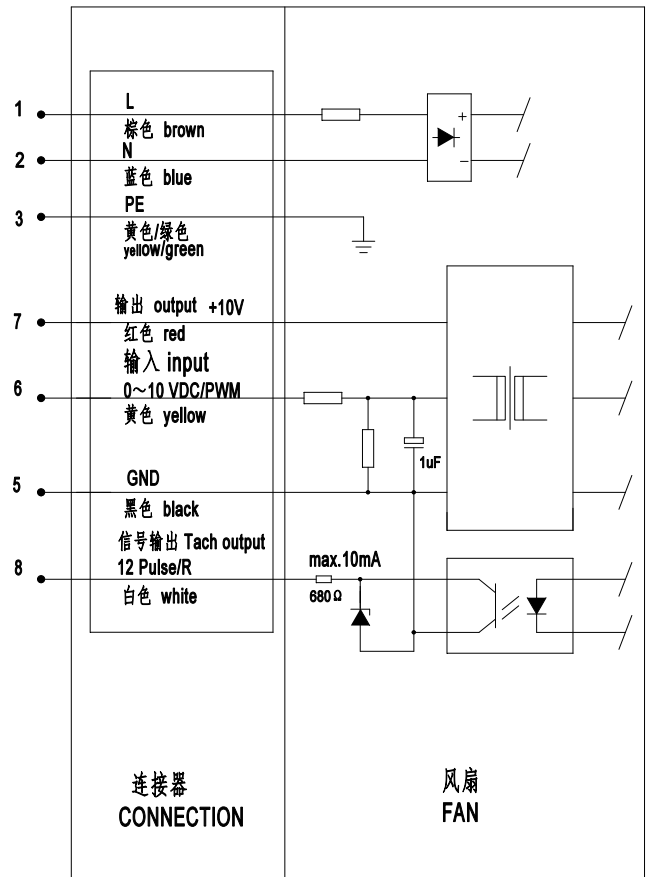 1
L
棕色 brown
2
N
蓝色 blue
3
PE
黄色/绿色
yellow/green
+
−
7
输出 output +10V
红色 red
输入 input
6
0～10 VDC/PWM
黄色 yellow
1uF
5
GND
黑色 black
信号输出 Tach output
8
12 Pulse/R
白色 white
max.10mA
680Ω
连接器
CONNECTION
风扇
FAN